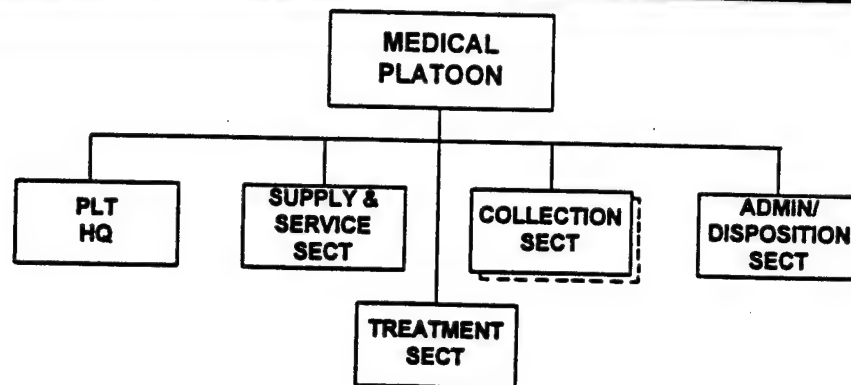 MEDICAL
PLATOON
PLT
HQ
SUPPLY &
SERVICE
SECT
COLLECTION
SECT
ADMIN/
DISPOSITION
SECT
TREATMENT
SECT